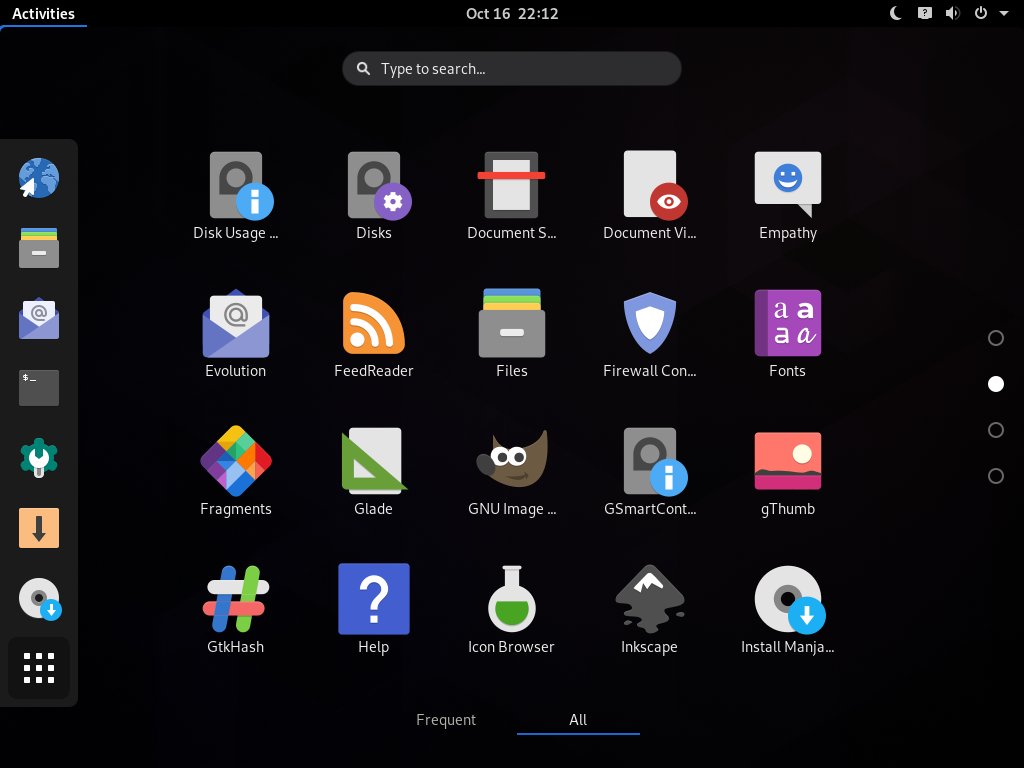 Activities
Oct 16 22:12
Type to search...
Disk Usage ...
Disks
Document S...
Document Vi...
Empathy
Evolution
FeedReader
Files
Firewall Con...
Fonts
$_
Fragments
Glade
GNU Image ...
GSmartCont...
gThumb
GtkHash
Help
Icon Browser
Inkscape
Install Manja...
Frequent
All